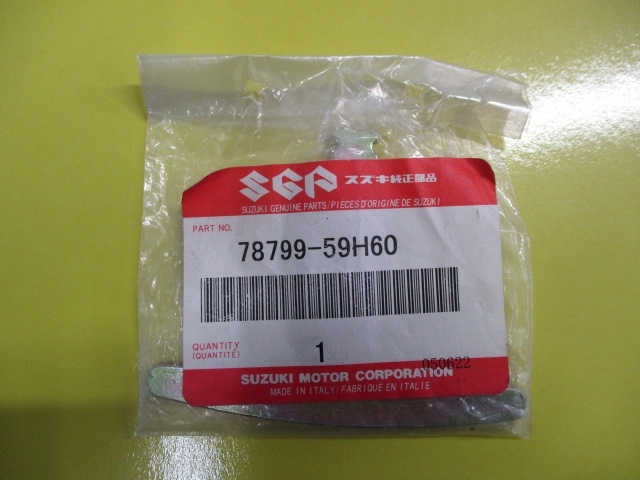 SGP スズキ純正部品
SUZUKI GENUINE PARTS/PIÈCES D'ORIGINE DE SUZUKI
PART NO.
78799-59H60
QUANTITY
(QUANTITÉ)
1
050622
SUZUKI MOTOR CORPORATION
MADE IN ITALY/FABRIQUÉ EN ITALIE